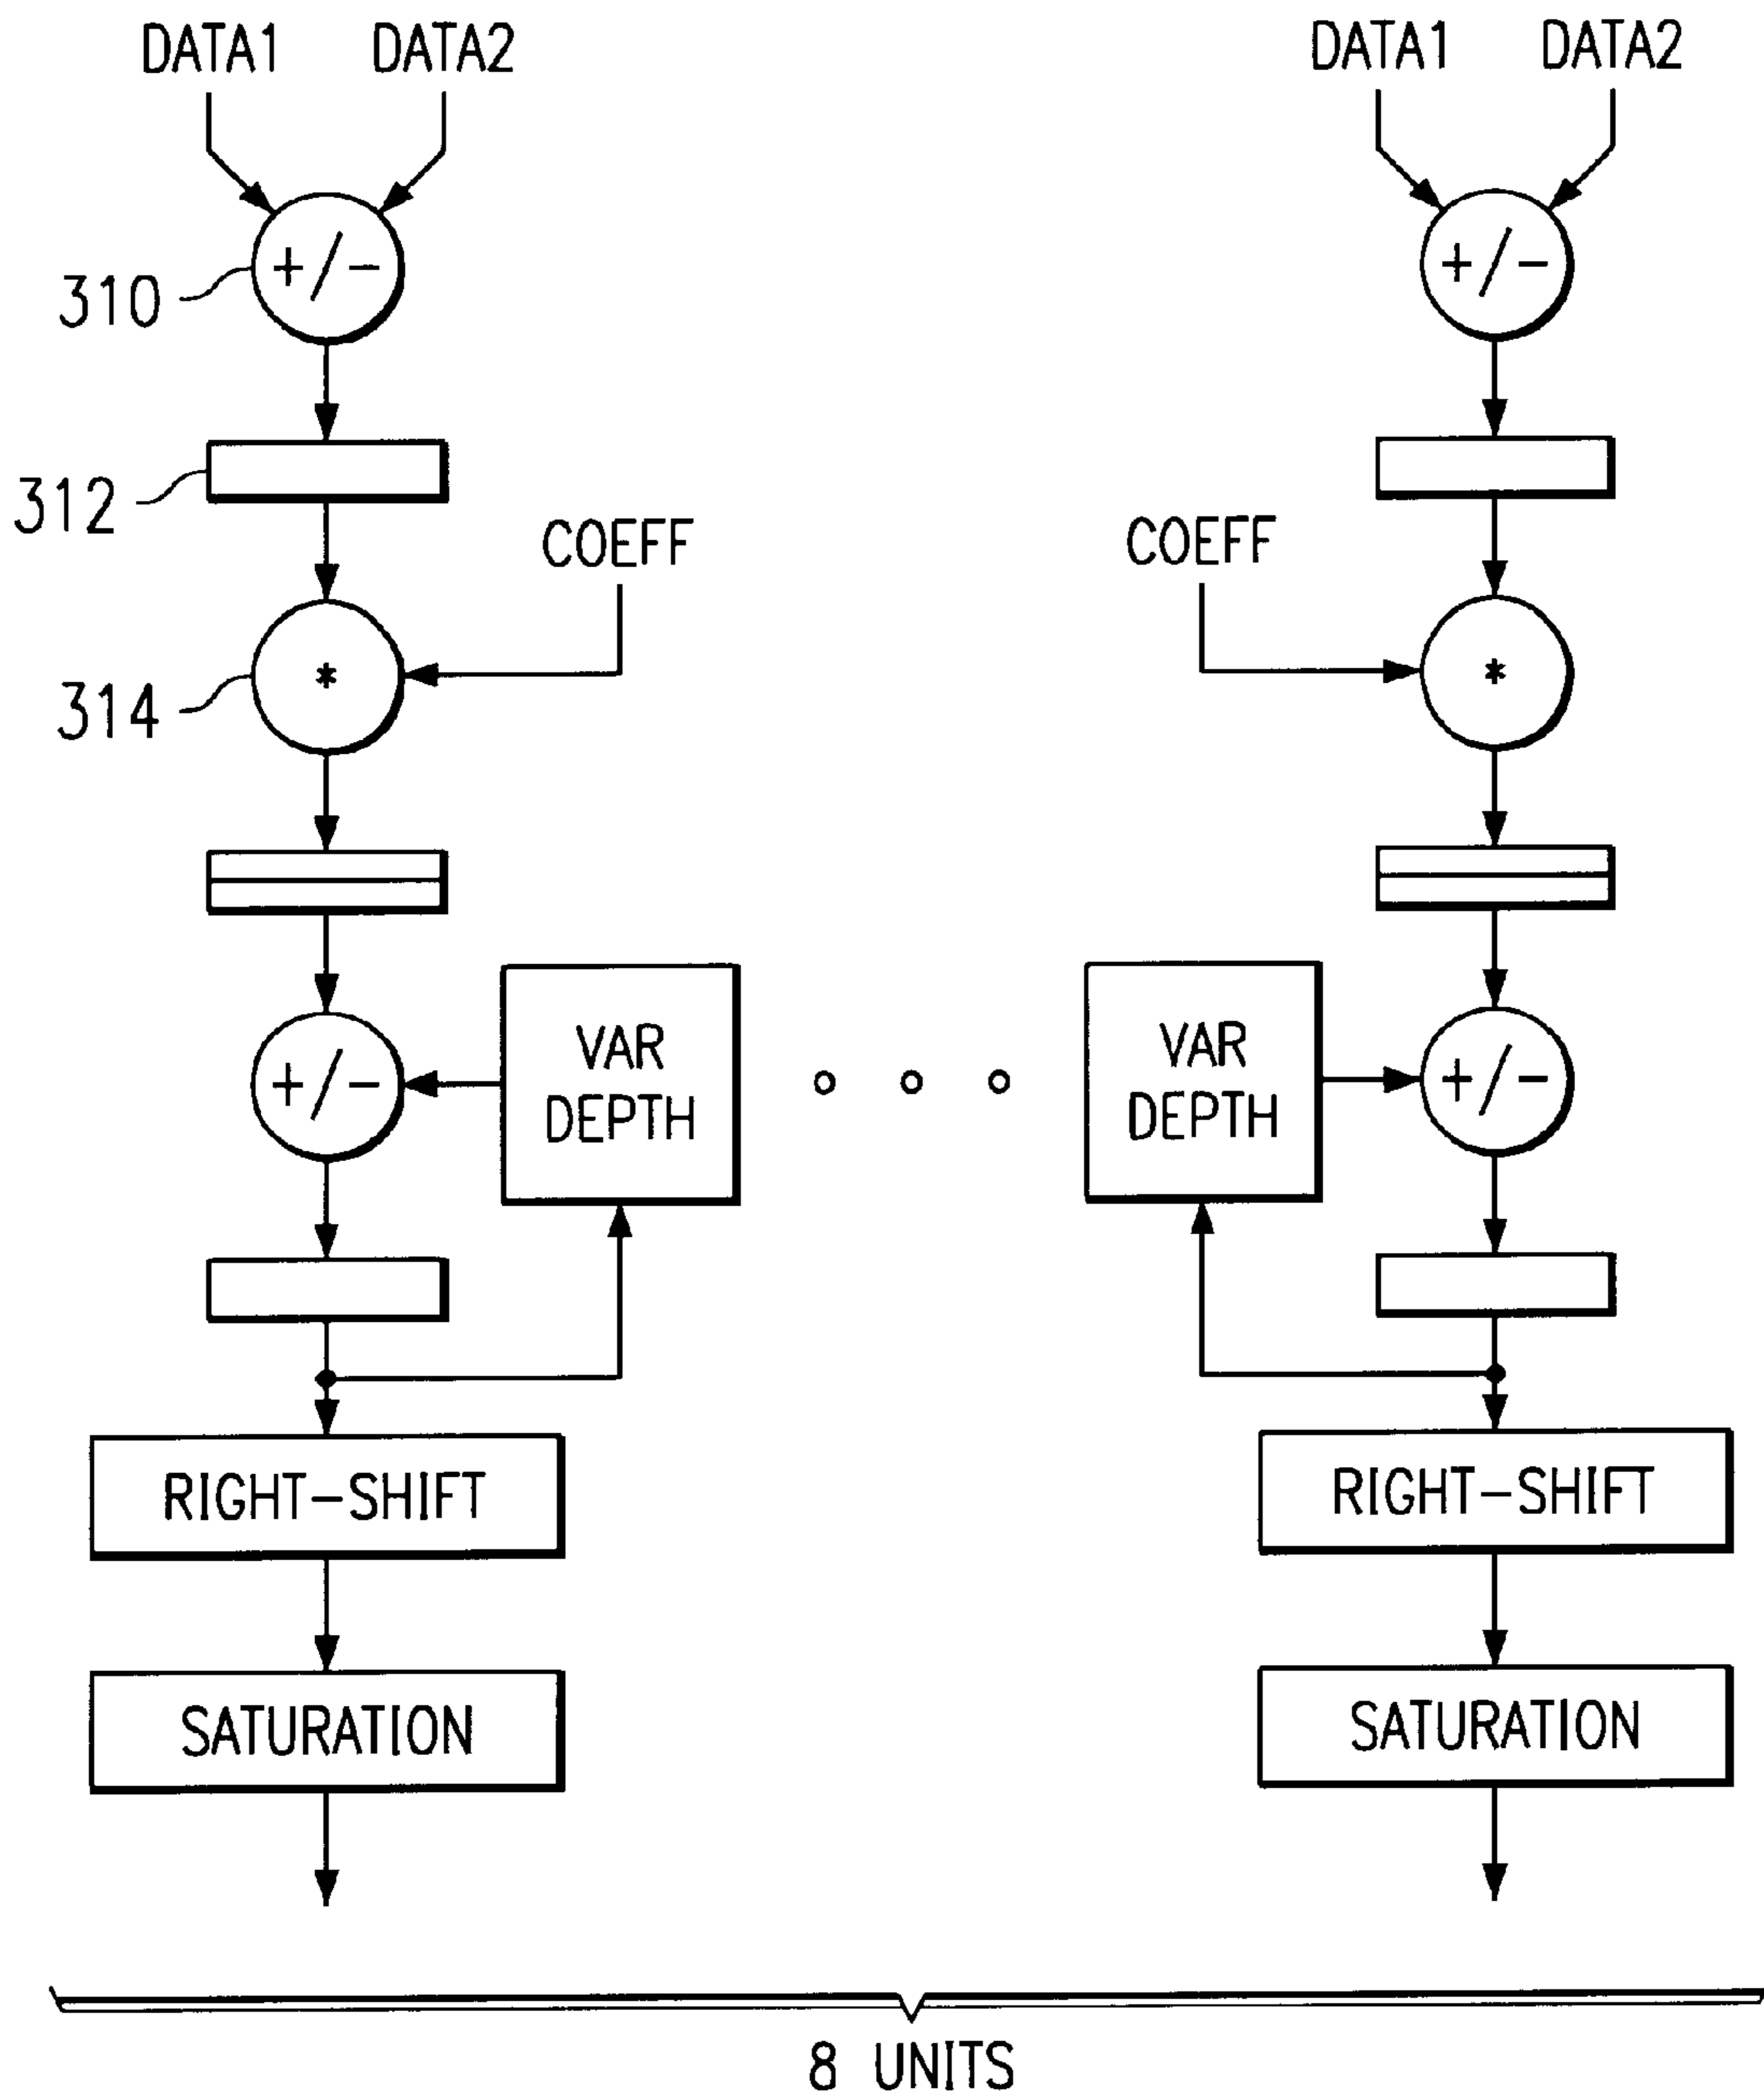 DATA1 DATA2 DATA1 DATA2
310 +/- +/-
312
COEFF COEFF
314 * *
VAR DEPTH
VAR DEPTH
+/- +/-
RIGHT-SHIFT RIGHT-SHIFT
SATURATION SATURATION
8 UNITS